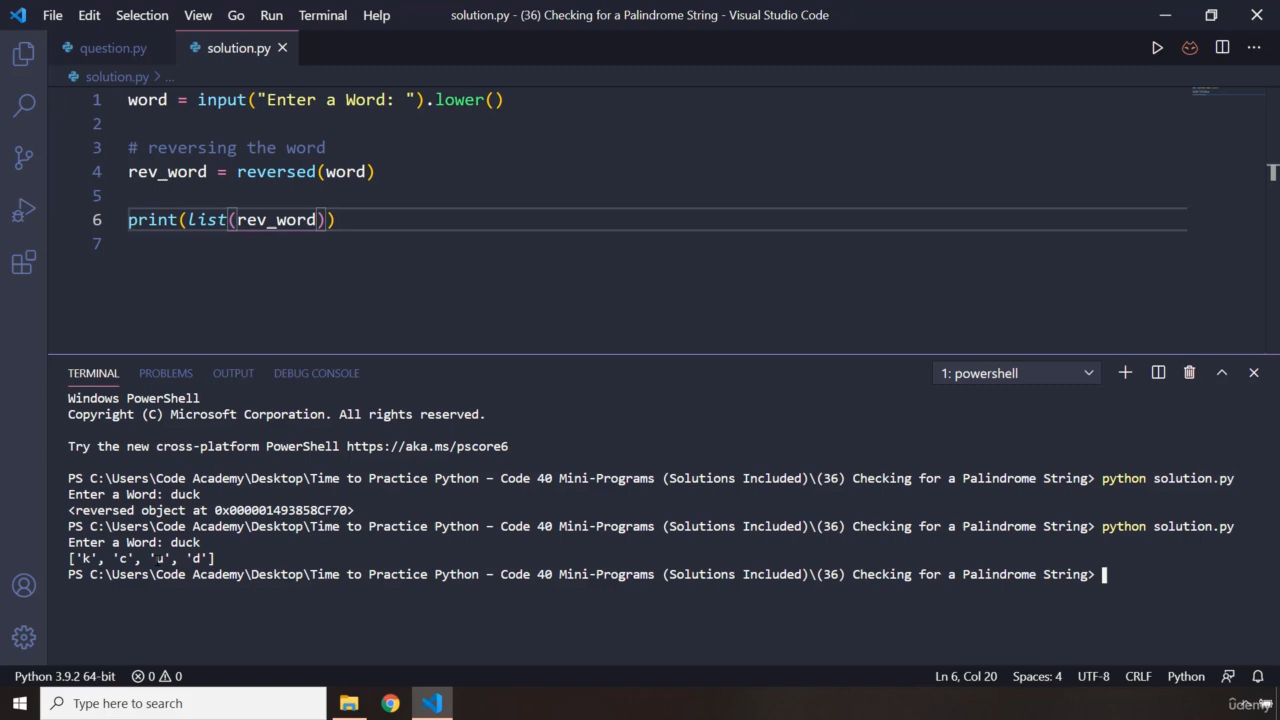 File Edit Selection View Go Run Terminal Help solution.py - (36) Checking for a Palindrome String - Visual Studio Code
question.py solution.py
solution.py > ...
1 word = input("Enter a Word: ").lower()
2
3 # reversing the word
4 rev_word = reversed(word)
5
6 print(list(rev_word))
7
TERMINAL PROBLEMS OUTPUT DEBUG CONSOLE 1: powershell
Windows PowerShell
Copyright (C) Microsoft Corporation. All rights reserved.
Try the new cross-platform PowerShell https://aka.ms/pscore6
PS C:\Users\Code Academy\Desktop\Time to Practice Python – Code 40 Mini-Programs (Solutions Included)\(36) Checking for a Palindrome String> python solution.py
Enter a Word: duck
<reversed object at 0x000001493858CF70>
PS C:\Users\Code Academy\Desktop\Time to Practice Python – Code 40 Mini-Programs (Solutions Included)\(36) Checking for a Palindrome String> python solution.py
Enter a Word: duck
['k', 'c', 'u', 'd']
PS C:\Users\Code Academy\Desktop\Time to Practice Python – Code 40 Mini-Programs (Solutions Included)\(36) Checking for a Palindrome String>
Python 3.9.2 64-bit 0 0 Ln 6, Col 20 Spaces: 4 UTF-8 CRLF Python
Type here to search udemy